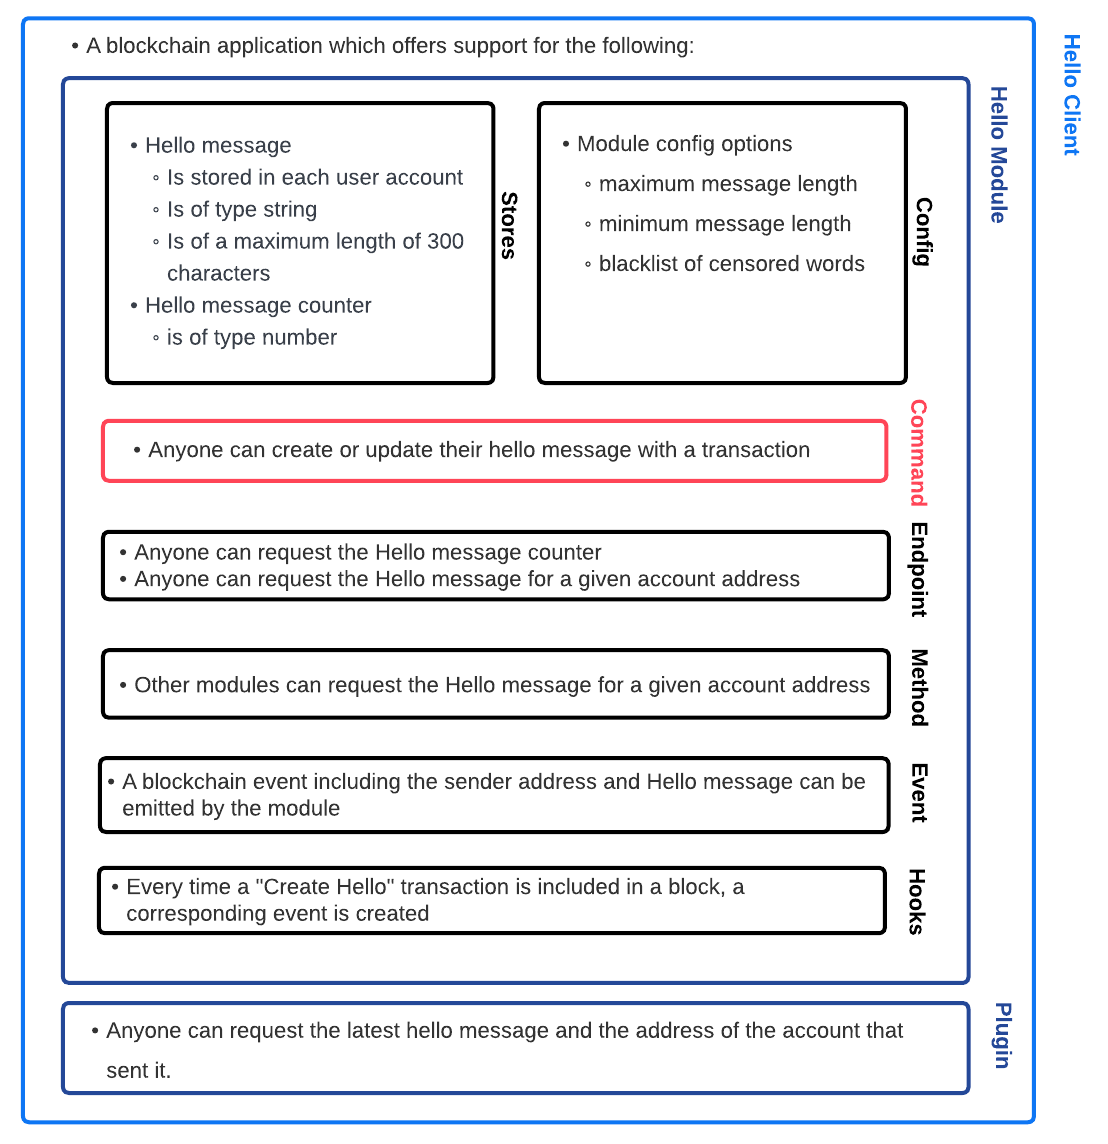 Hello Client
• A blockchain application which offers support for the following:
Hello Module
• Hello message
◦ Is stored in each user account
◦ Is of type string
◦ Is of a maximum length of 300
characters
• Hello message counter
◦ is of type number
Stores
• Module config options
◦ maximum message length
◦ minimum message length
◦ blacklist of censored words
Config
• Anyone can create or update their hello message with a transaction
Command
• Anyone can request the Hello message counter
• Anyone can request the Hello message for a given account address
Endpoint
• Other modules can request the Hello message for a given account address
Method
• A blockchain event including the sender address and Hello message can be
emitted by the module
Event
• Every time a "Create Hello" transaction is included in a block, a
corresponding event is created
Hooks
• Anyone can request the latest hello message and the address of the account that
sent it.
Plugin